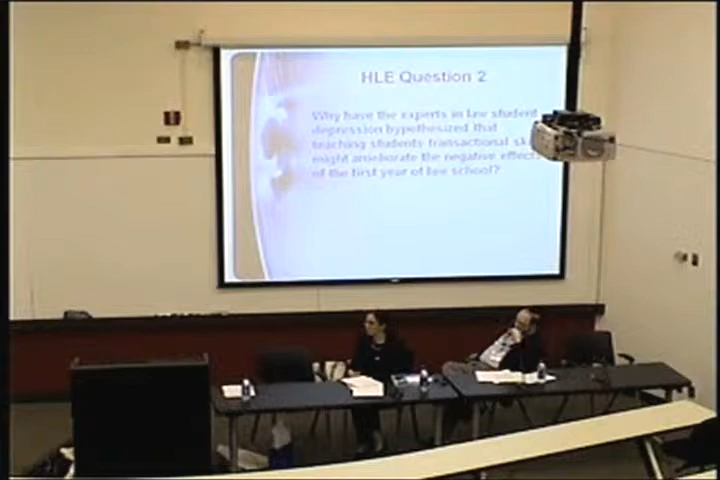 HLE Question 2
Why have the experts in law student
depression hypothesized that
teaching students transactional
might ameliorate the negative effects
of the first year of law school?